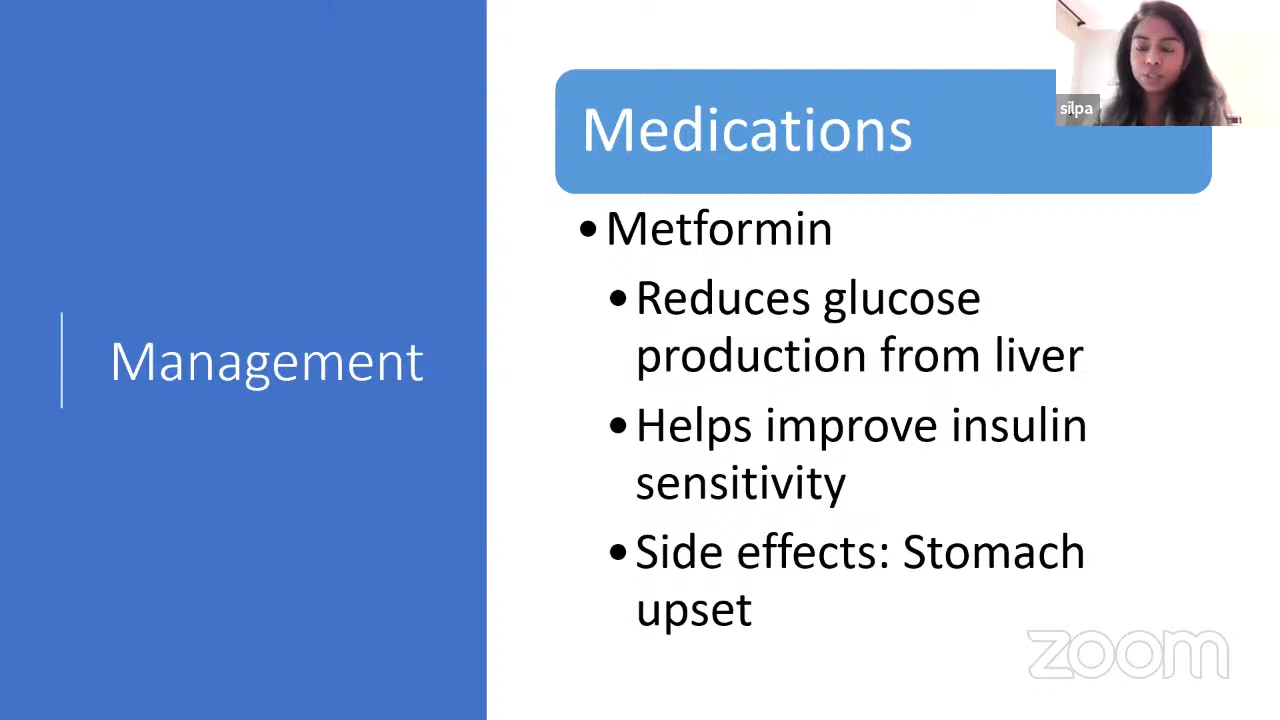 silpa
Medications
•Metformin
•Reduces glucose
production from liver
Management
•Helps improve insulin
sensitivity
•Side effects: Stomach
upset
zoom